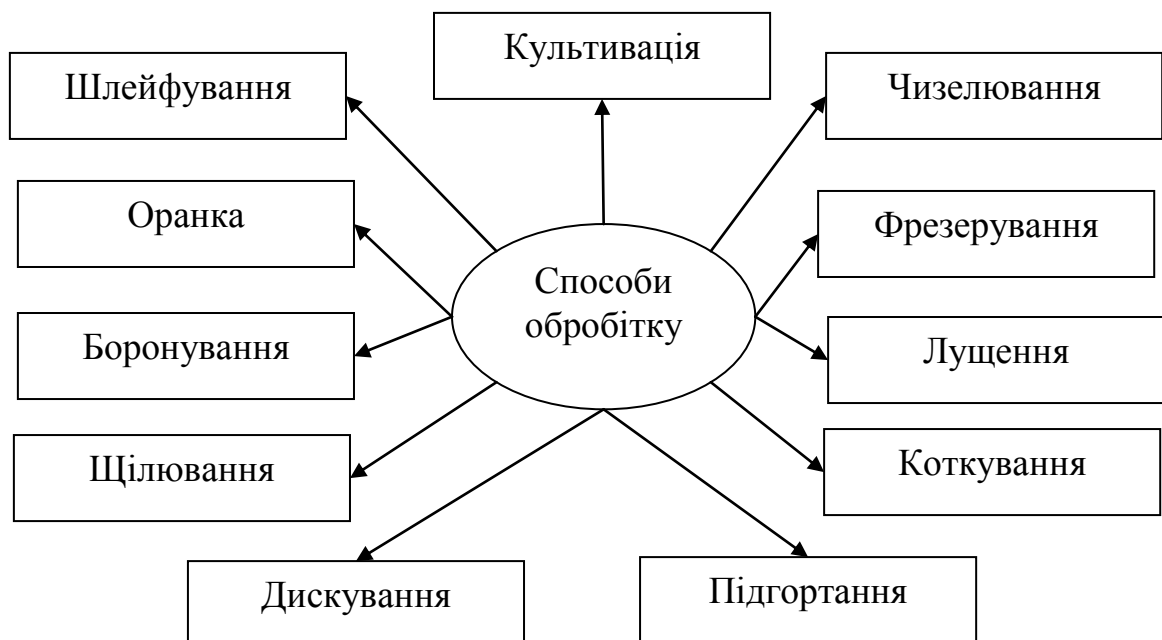 Культивація
Шлейфування
Чизелювання
Оранка
Фрезерування
Способи
обробітку
Боронування
Лущення
Щілювання
Коткування
Дискування
Підгортання